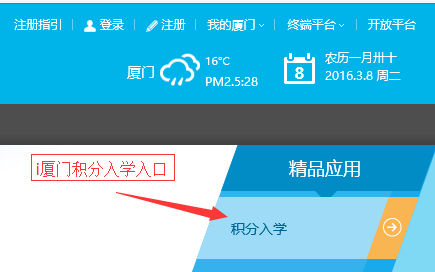 注册指引 登录 注册 我的厦门 终端平台 开放平台
厦门 16°C 农历一月卅十
PM2.5:28 8 2016.3.8 周二
i厦门积分入学入口 精品应用
积分入学